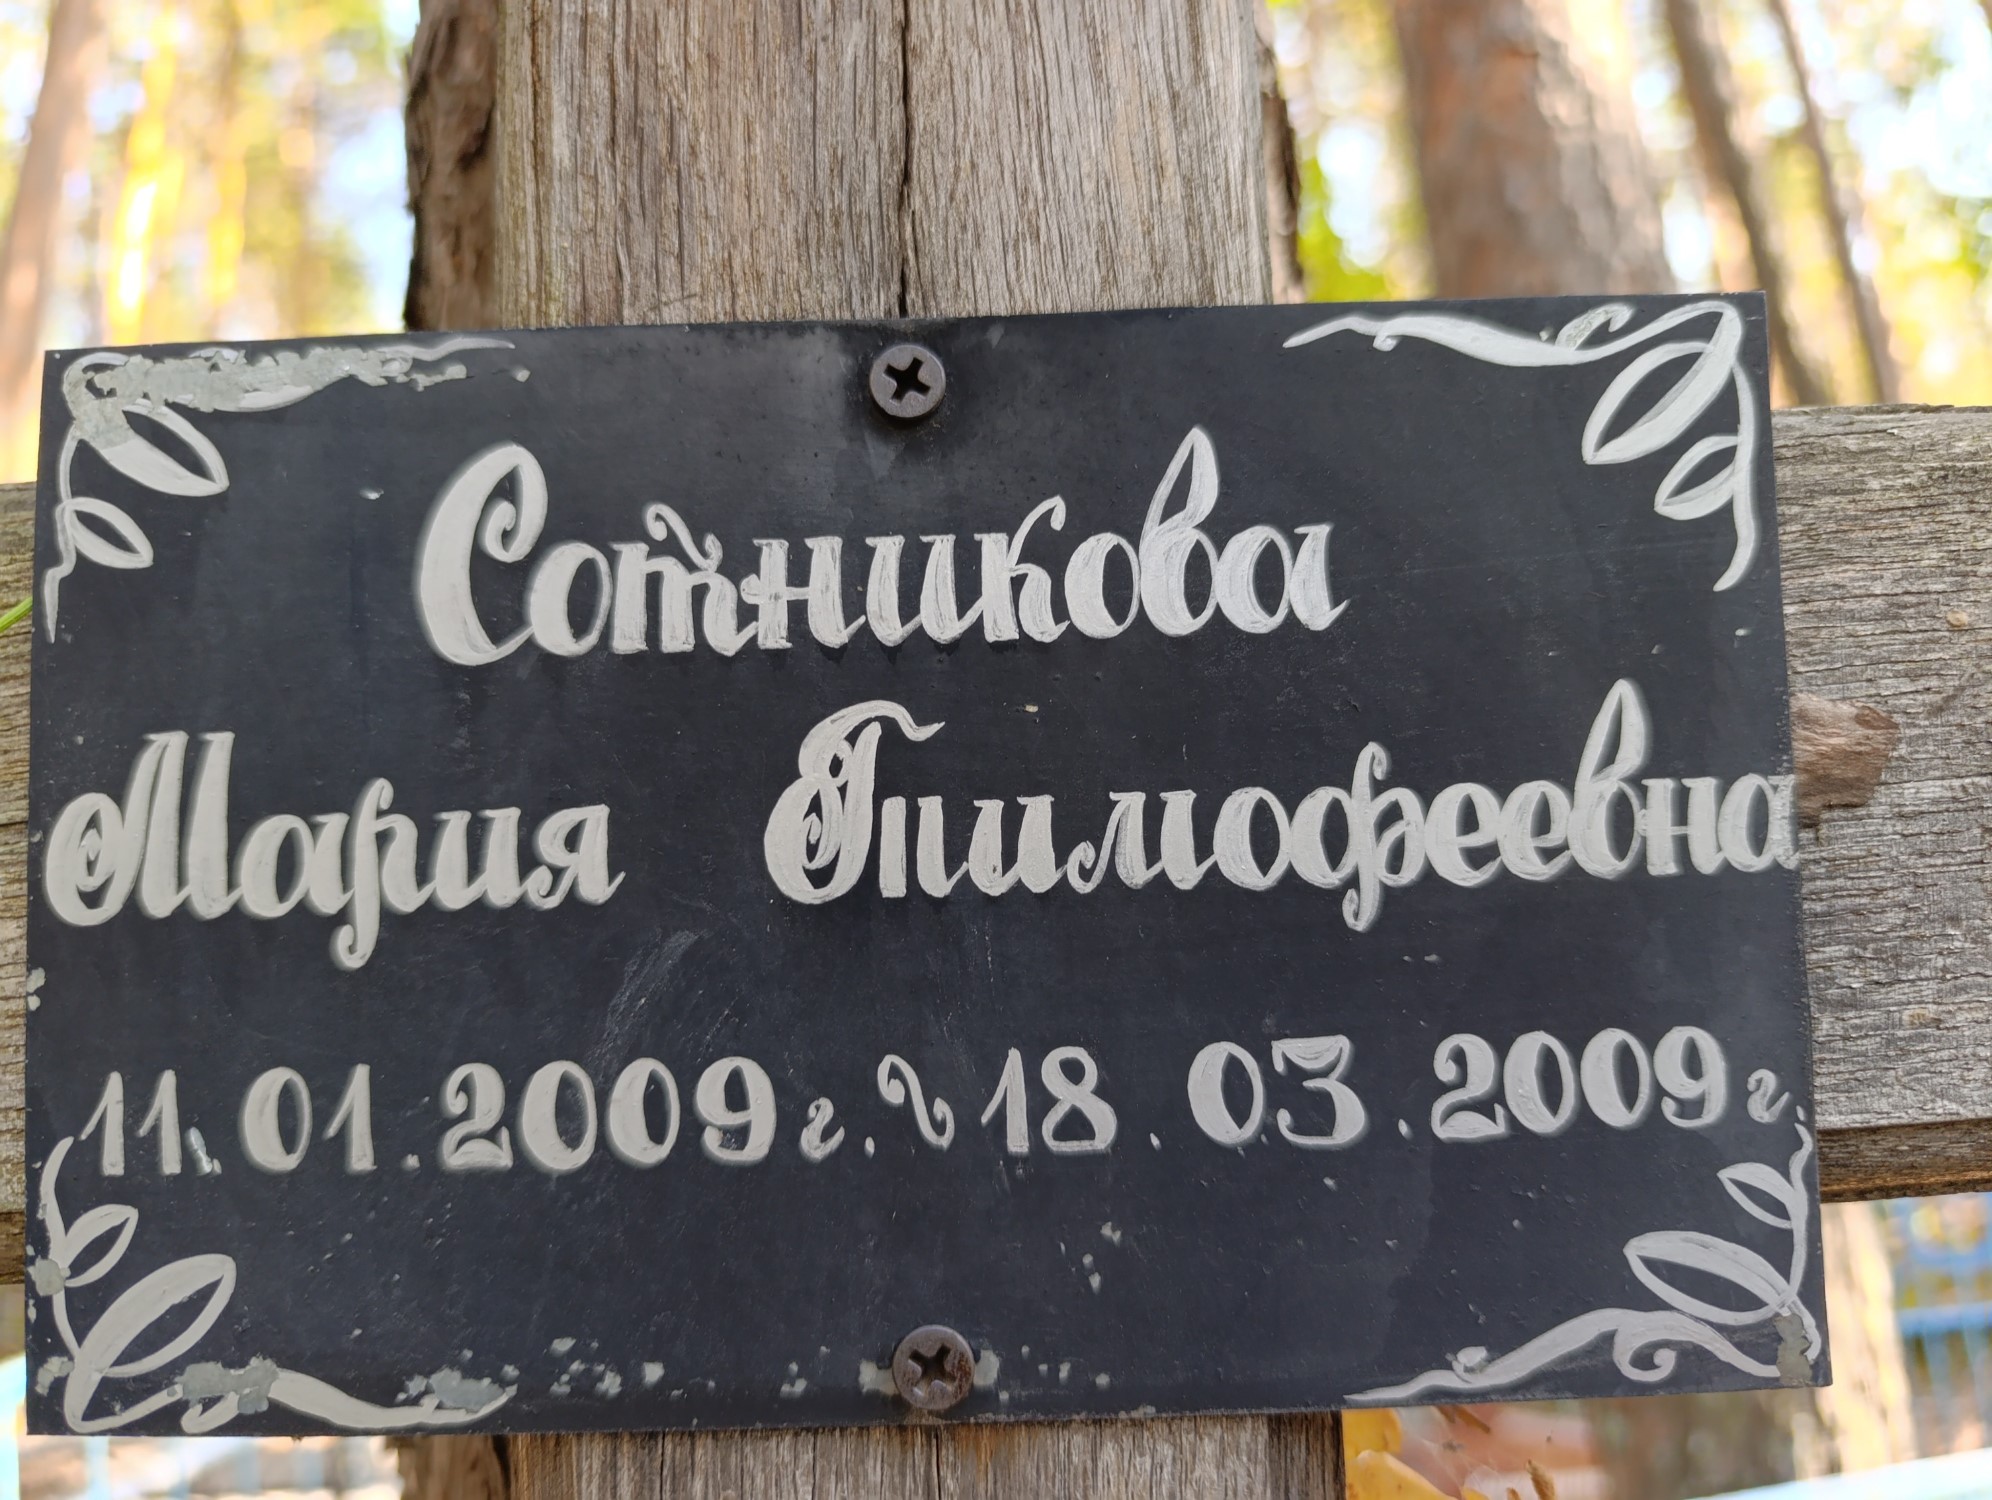 Сотникова
Мария Тимофеевна
11.01.2009г. ~ 18.03.2009г.